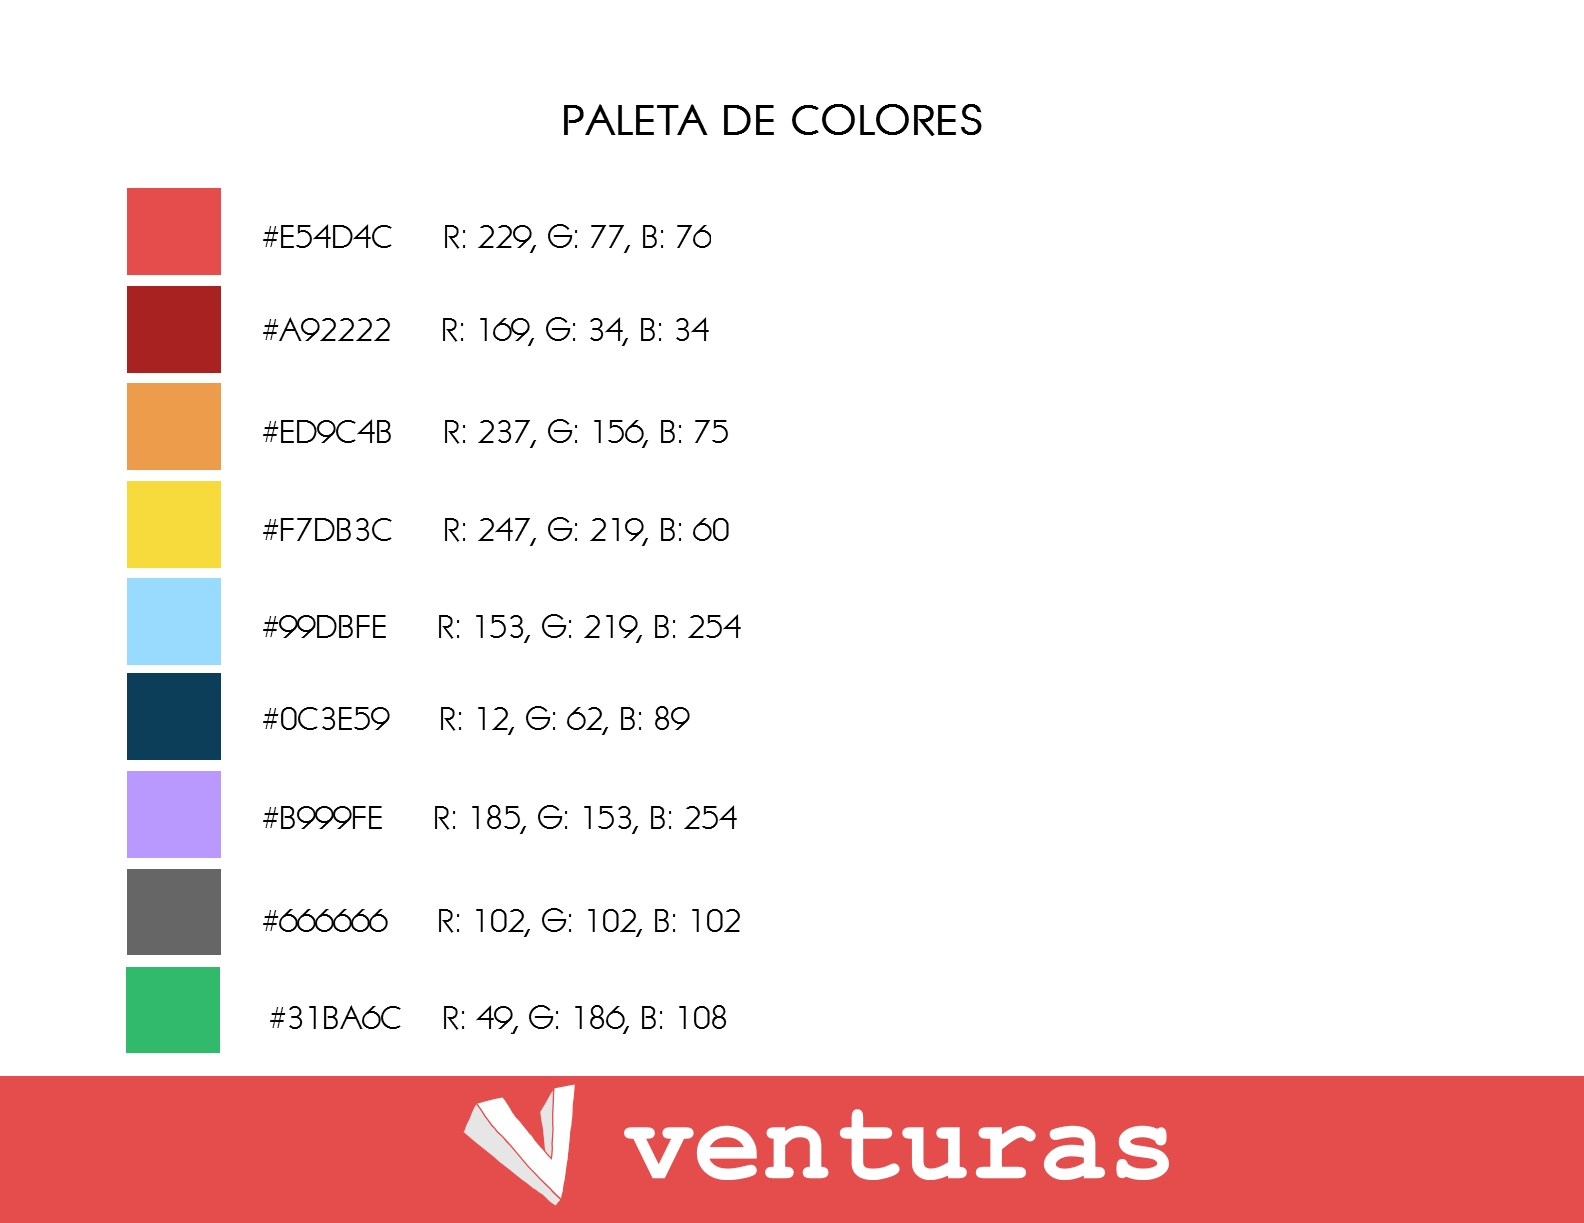 PALETA DE COLORES
#E54D4C R: 229, G: 77, B: 76
#A92222 R: 169, G: 34, B: 34
#ED9C4B R: 237, G: 156, B: 75
#F7DB3C R: 247, G: 219, B: 60
#99DBFE R: 153, G: 219, B: 254
#0C3E59 R: 12, G: 62, B: 89
#B999FE R: 185, G: 153, B: 254
#666666 R: 102, G: 102, B: 102
#31BA6C R: 49, G: 186, B: 108
venturas